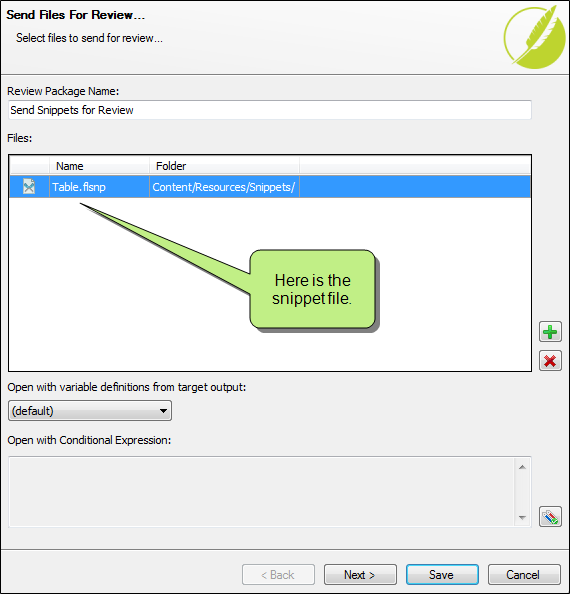 Send Files For Review...
Select files to send for review...
Review Package Name:
Send Snippets for Review
Files:
Name Folder
Table.flsnp Content/Resources/Snippets/
Here is the
snippet file.
Open with variable definitions from target output:
(default)
Open with Conditional Expression:
< Back Next > Save Cancel